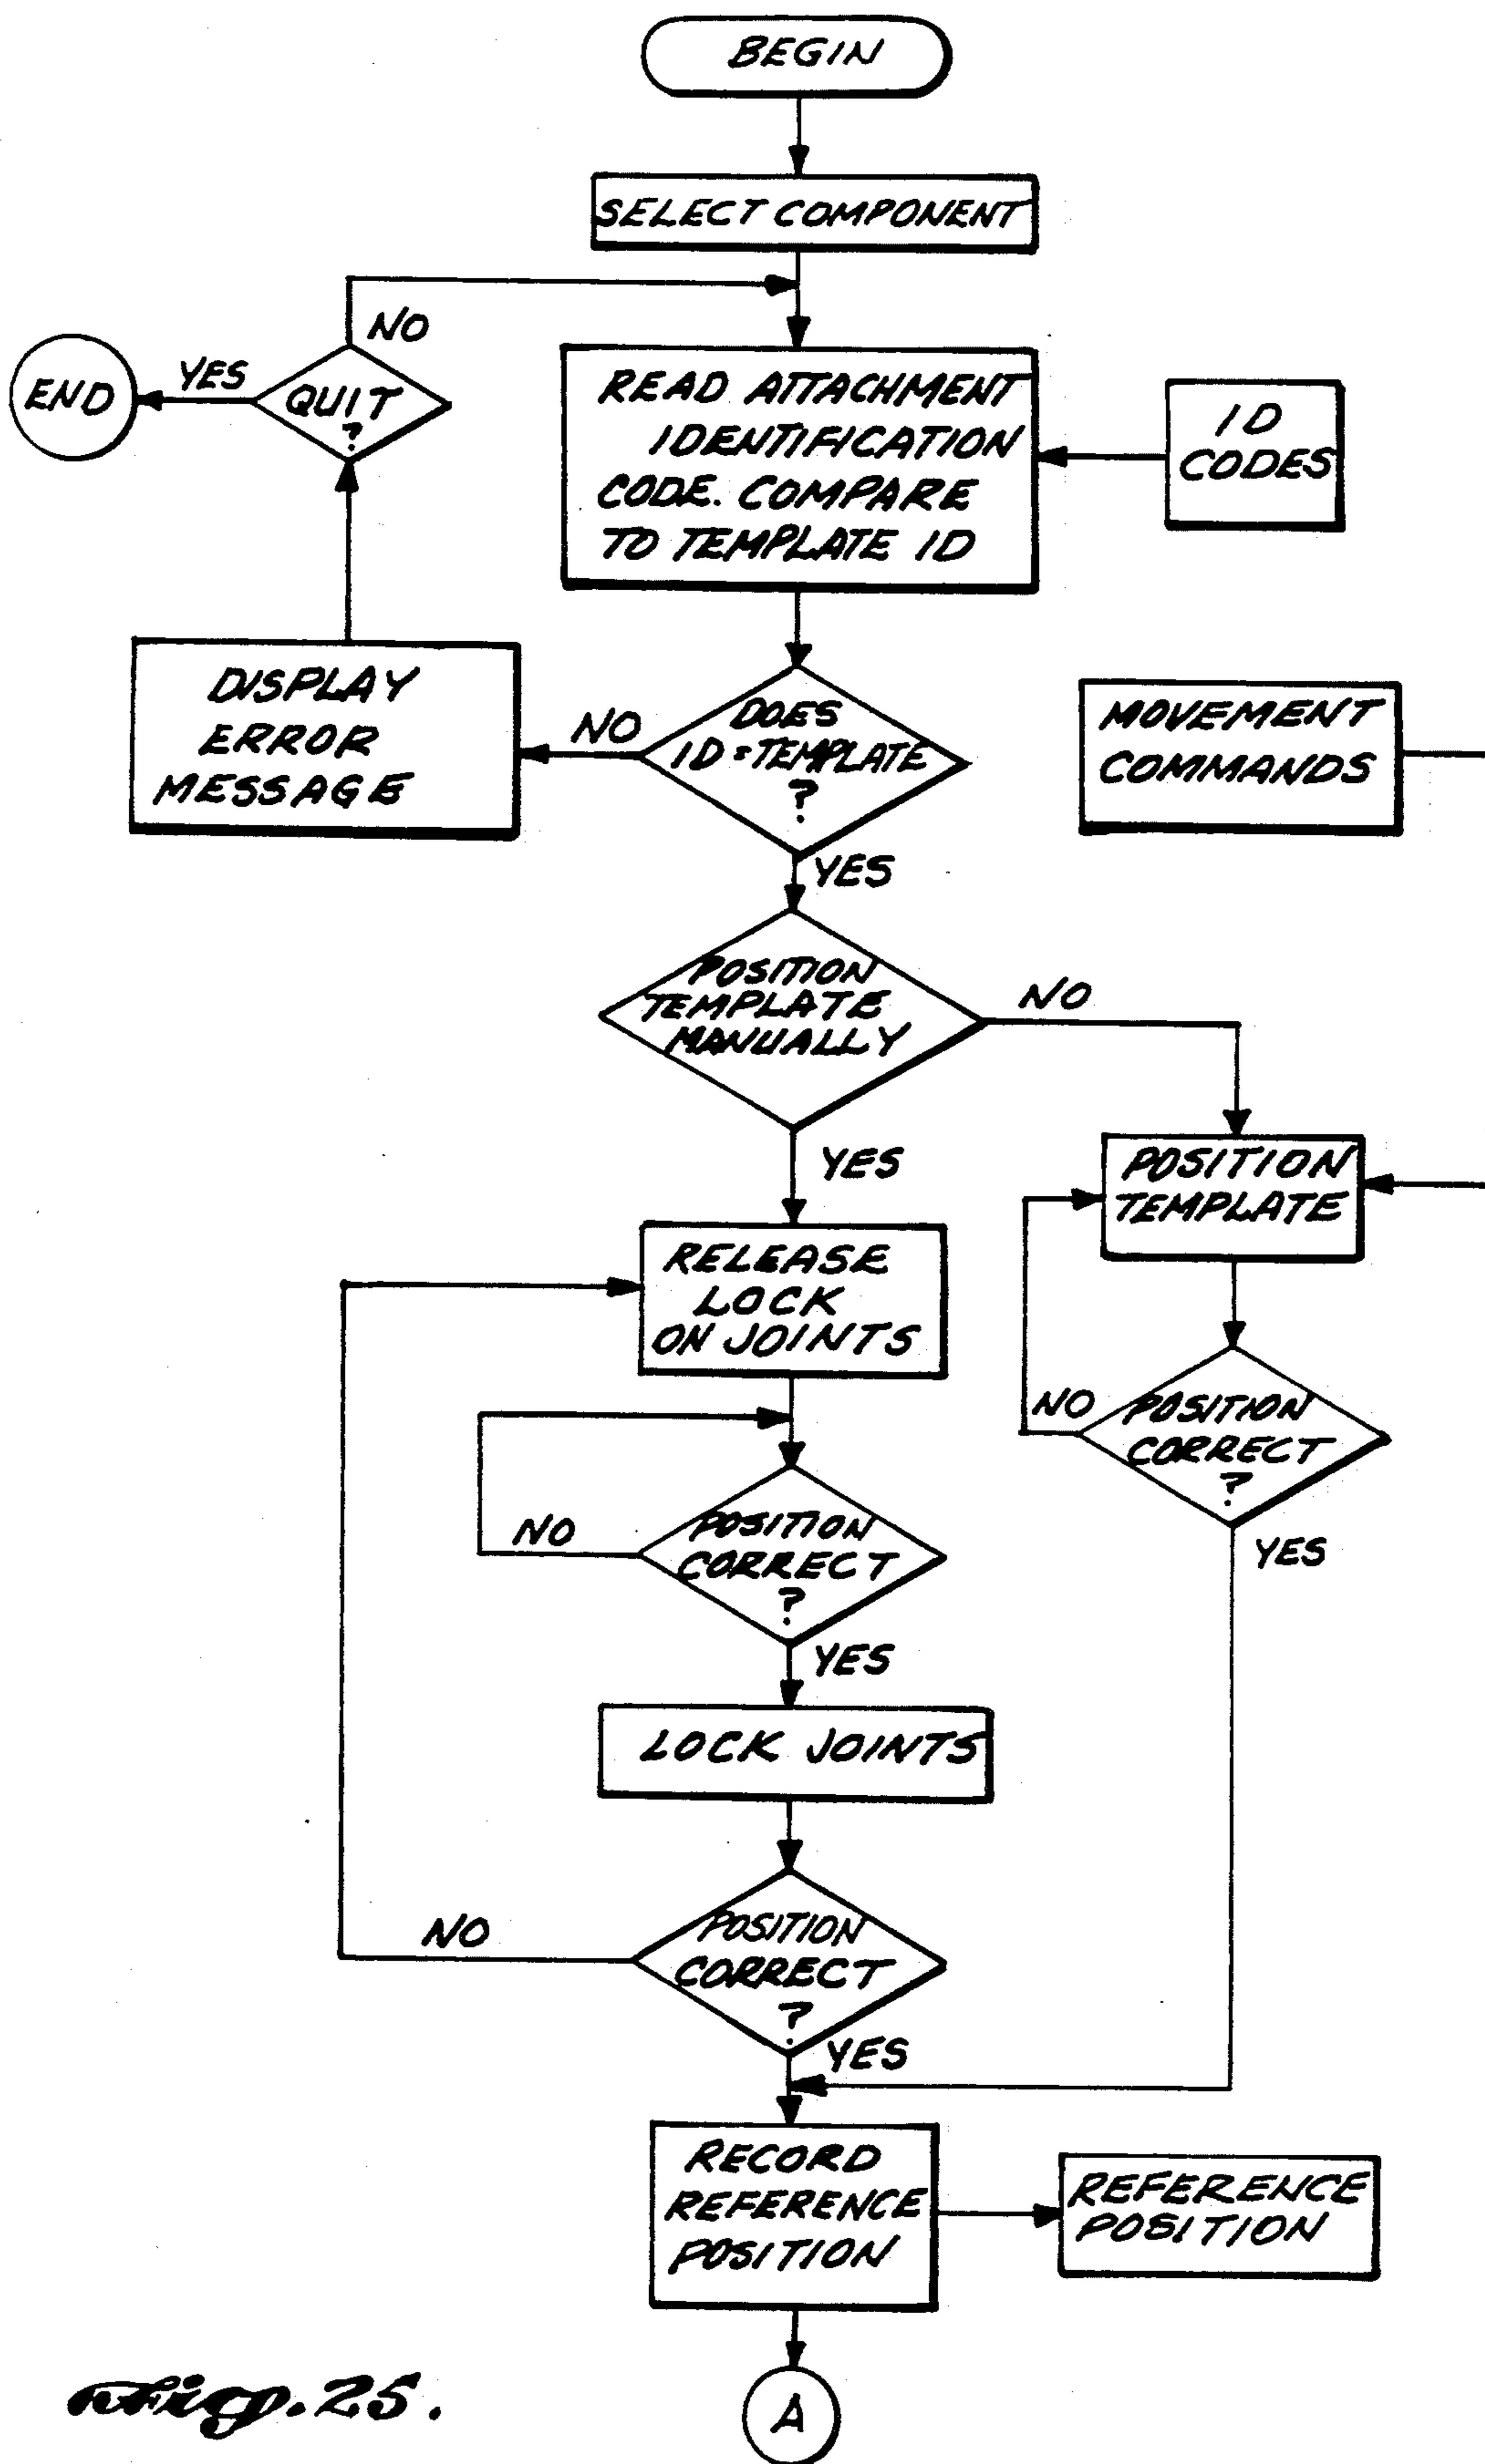 BEGIN
SELECT COMPONENT
NO
YES
END
QUIT
?
READ ATTACHMENT
IDENTIFICATION
CODE. COMPARE
TO TEMPLATE ID
ID
CODES
DISPLAY
ERROR
MESSAGE
NO
DOES
ID = TEMPLATE
?
MOVEMENT
COMMANDS
YES
POSITION
TEMPLATE
MANUALLY
NO
YES
POSITION
TEMPLATE
RELEASE
LOCK
ON JOINTS
NO
POSITION
CORRECT
?
YES
NO
POSITION
CORRECT
?
YES
LOCK JOINTS
NO
POSITION
CORRECT
?
YES
RECORD
REFERENCE
POSITION
REFERENCE
POSITION
A
Fig. 25.